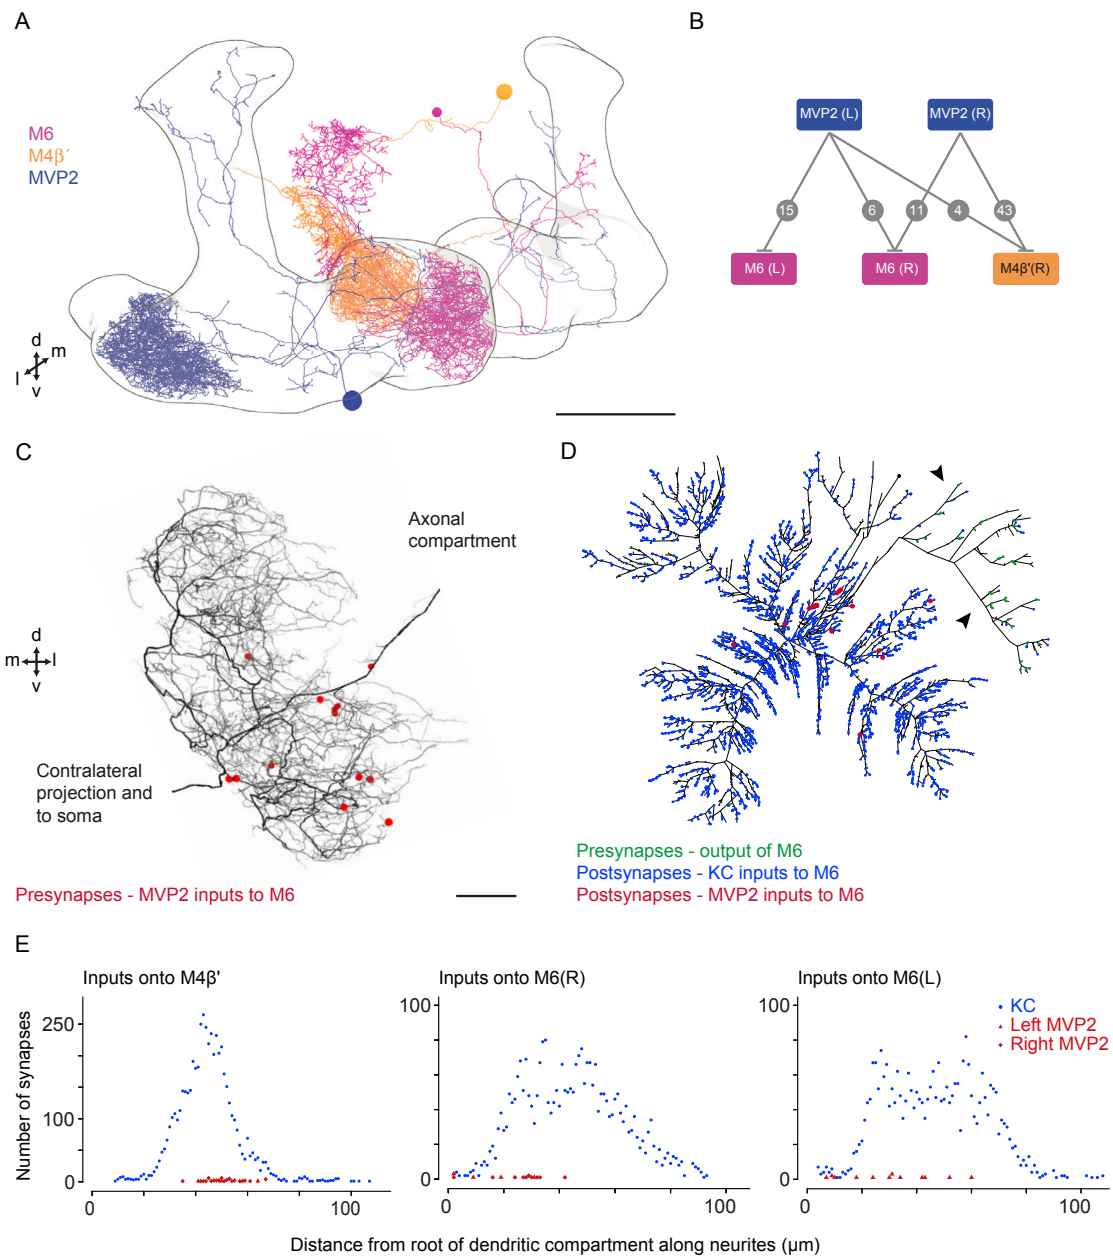 A
M6
M4β´
MVP2
d
m
l
v
B
MVP2 (L)
MVP2 (R)
15
6
11
4
43
M6 (L)
M6 (R)
M4β'(R)
C
Axonal
compartment
d
m
l
v
Contralateral
projection and
to soma
Presynapses - MVP2 inputs to M6
D
Presynapses - output of M6
Postsynapses - KC inputs to M6
Postsynapses - MVP2 inputs to M6
E
Inputs onto M4β'
Inputs onto M6(R)
Inputs onto M6(L)
KC
Left MVP2
Right MVP2
Number of synapses
250
100
0
0
100
100
0
0
100
100
0
0
100
Distance from root of dendritic compartment along neurites (µm)